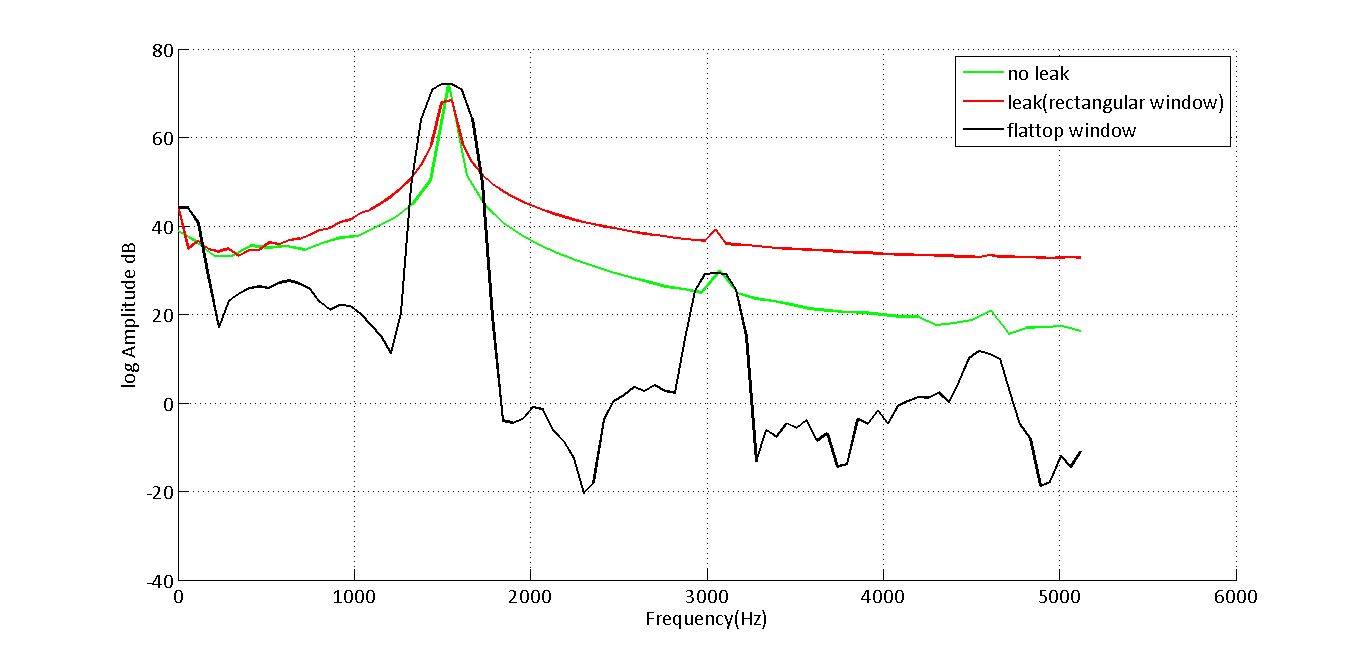 80
60
40
20
0
-20
-40
log Amplitude dB
no leak
leak(rectangular window)
flattop window
0 1000 2000 3000 4000 5000 6000
Frequency(Hz)